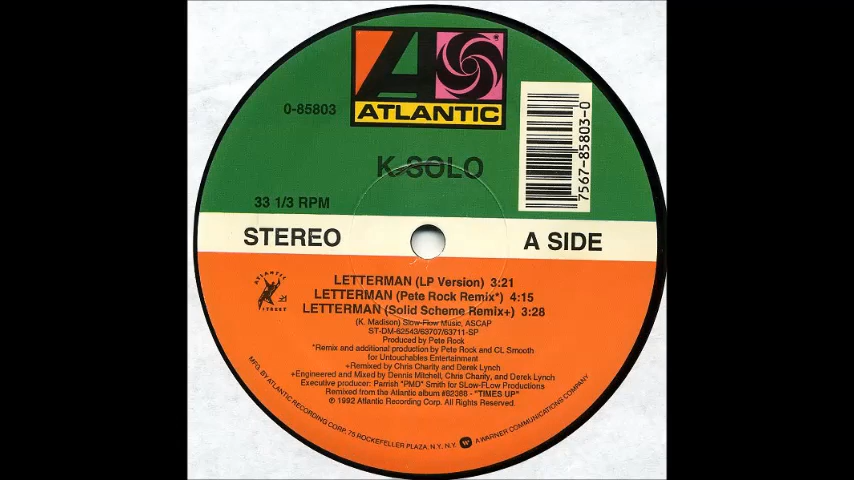 ATLANTIC
0-85803
K-SOLO
7567-85803-0
33 1/3 RPM
STEREO
A SIDE
ATLANTIC
STREET
LETTERMAN (LP Version) 3:21
LETTERMAN (Pete Rock Remix*) 4:15
LETTERMAN (Solid Scheme Remix+) 3:28
(K. Madison) Slow-Flow Music, ASCAP
ST-DM-62543/63707/63711-SP
Produced by Pete Rock
*Remix and additional production by Pete Rock and CL Smooth
for Untouchables Entertainment
+Remixed by Chris Charity and Derek Lynch
+Engineered and Mixed by Dennis Mitchell, Chris Charity, and Derek Lynch
Executive producer: Parrish "PMD" Smith for SLow-FLow Productions
Remixed from the Atlantic album #82388 - "TIMES UP"
℗ 1992 Atlantic Recording Corp. All Rights Reserved.
MFG. BY ATLANTIC RECORDING CORP., 75 ROCKEFELLER PLAZA, N.Y., N.Y. A WARNER COMMUNICATIONS COMPANY